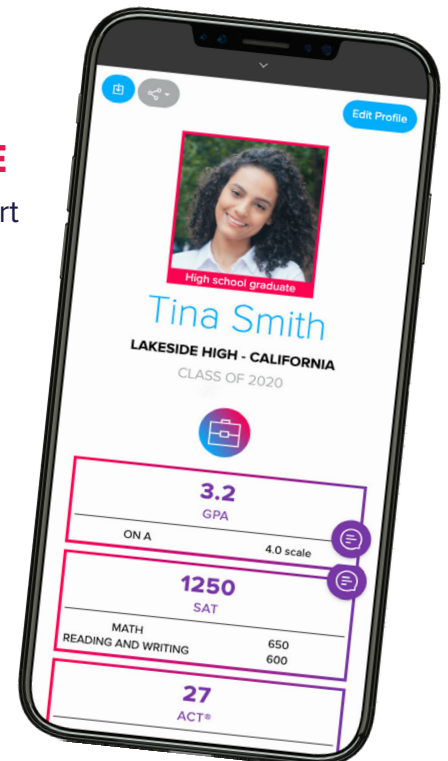 E
rt
Edit Profile
High school graduate
Tina Smith
LAKESIDE HIGH - CALIFORNIA
CLASS OF 2020
3.2
GPA
ON A 4.0 scale
1250
SAT
MATH 650
READING AND WRITING 600
27
ACT®